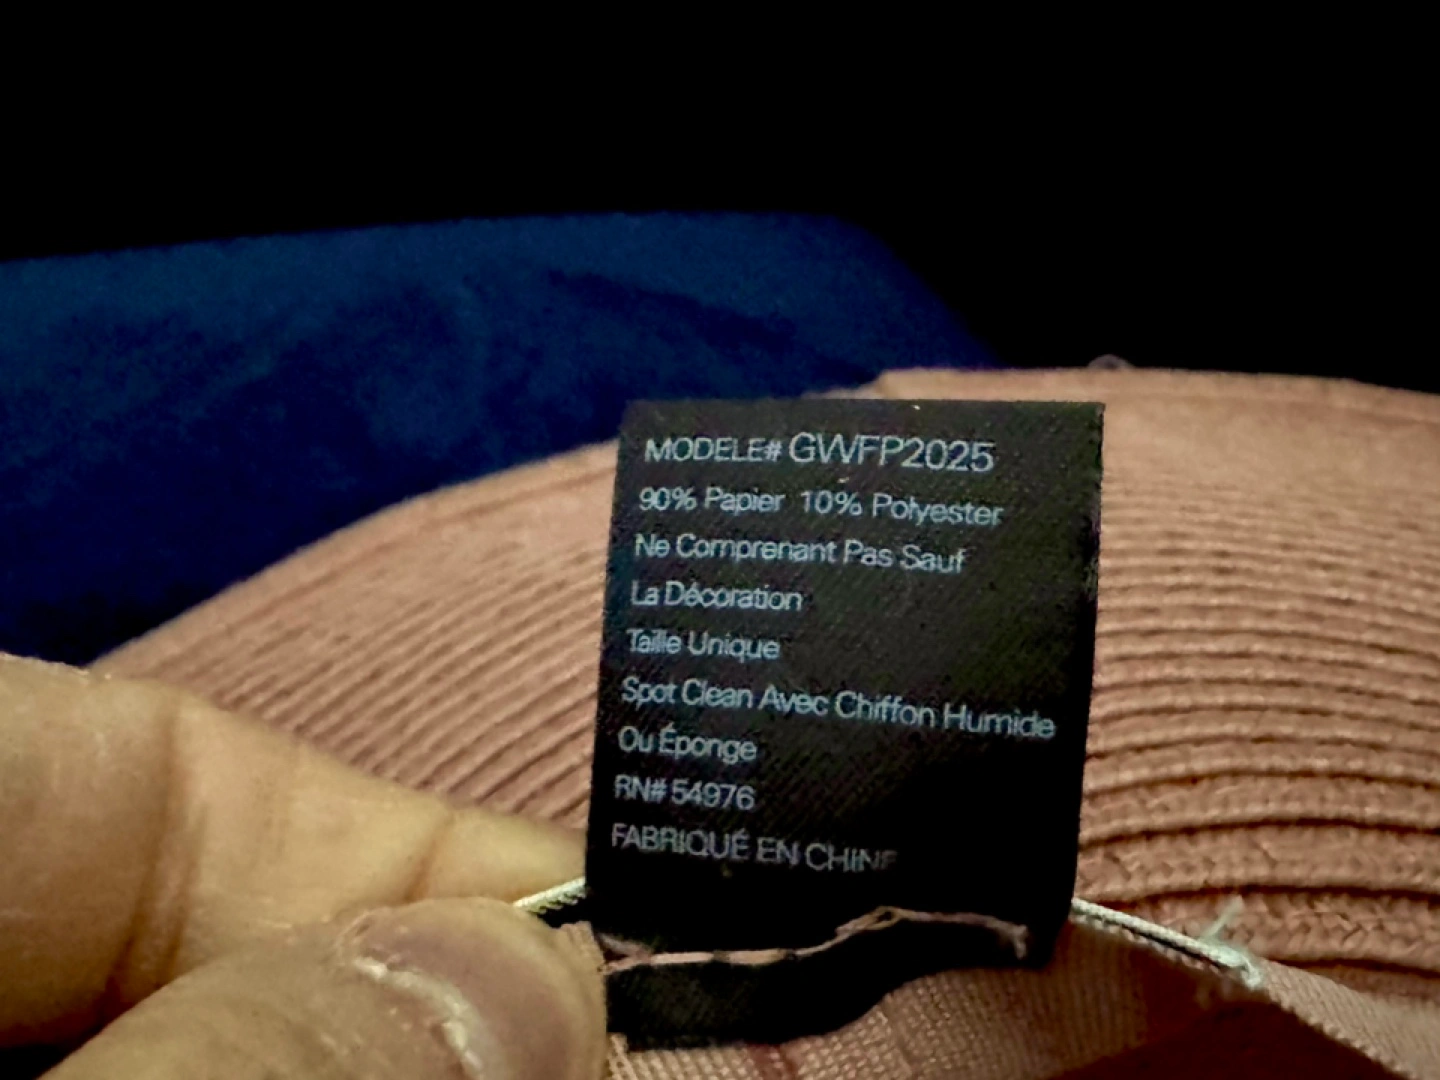 MODELE# GWFP2025
90% Papier 10% Polyester
Ne Comprenant Pas Sauf
La Décoration
Taille Unique
Spot Clean Avec Chiffon Humide
Ou Éponge
RN# 54976
FABRIQUÉ EN CHINE